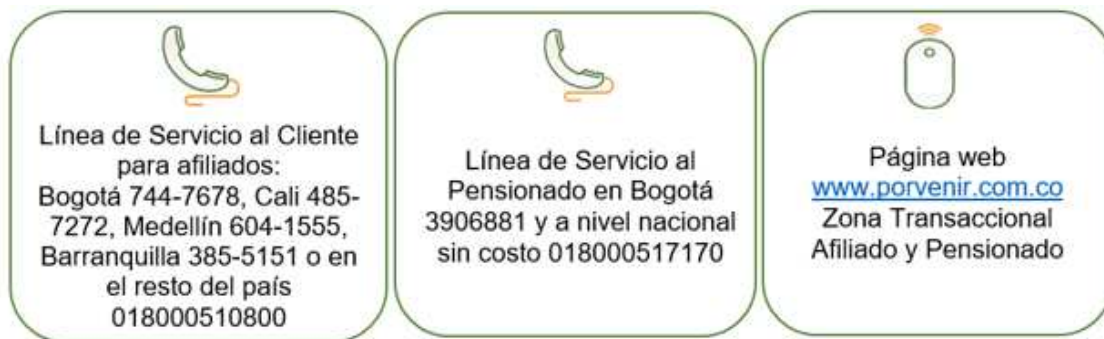 Línea de Servicio al Cliente
para afiliados:
Bogotá 744-7678, Cali 485-
7272, Medellín 604-1555,
Barranquilla 385-5151 o en
el resto del país
018000510800
Línea de Servicio al
Pensionado en Bogotá
3906881 y a nivel nacional
sin costo 018000517170
Página web
www.porvenir.com.co
Zona Transaccional
Afiliado y Pensionado